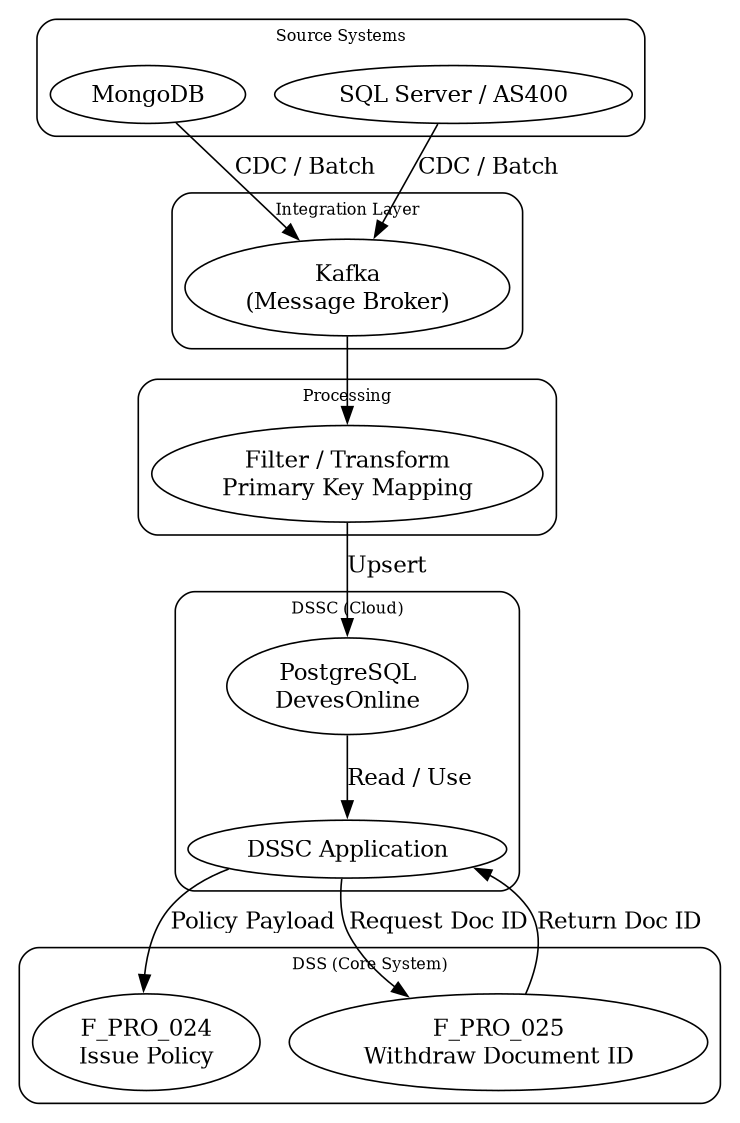 Source Systems
MongoDB
SQL Server / AS400
CDC / Batch
CDC / Batch
Integration Layer
Kafka
(Message Broker)
Processing
Filter / Transform
Primary Key Mapping
Upsert
DSSC (Cloud)
PostgreSQL
DevesOnline
Read / Use
DSSC Application
Policy Payload
Request Doc ID
Return Doc ID
DSS (Core System)
F_PRO_024
Issue Policy
F_PRO_025
Withdraw Document ID